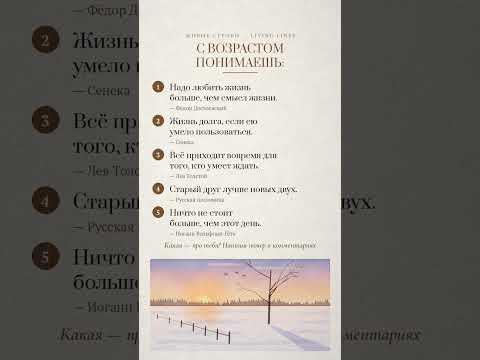 ЖИВЫЕ СТРОКИ LIVING LINES
С ВОЗРАСТОМ
ПОНИМАЕШЬ:
1 Надо любить жизнь
больше, чем смысл жизни.
— Фёдор Достоевский
2 Жизнь долга, если ею
умело пользоваться.
— Сенека
3 Всё приходит вовремя для
того, кто умеет ждать.
— Лев Толстой
4 Старый друг лучше новых двух.
— Русская пословица
5 Ничто не стоит
больше, чем этот день.
— Иоганн Вольфганг Гёте
Какая — про тебя? Напиши номер в комментариях
— Фёдор Д
2 Жизнь
умело п
— Сенека
3 Всё п
того,
— Лев Толс
4 Старый
двух.
— Русская
5 Ничто
больше
— Иоганн
Какая —
ментариях